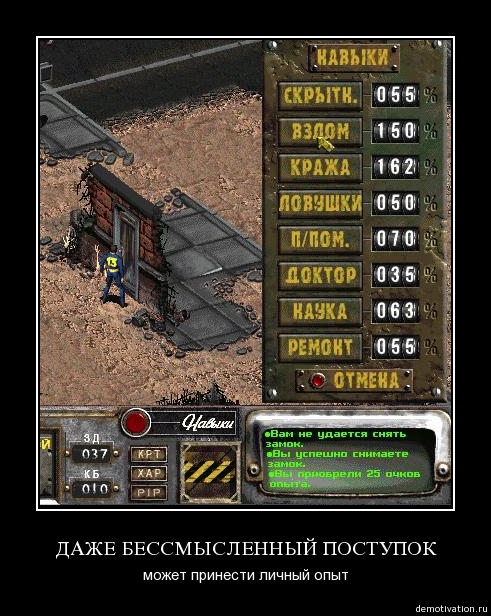 НАВЫКИ
СКРЫТН. 055 %
ВЗЛОМ 150 %
КРАЖА 162 %
ЛОВУШКИ 050 %
П/ПОМ. 070 %
ДОКТОР 035 %
НАУКА 063 %
РЕМОНТ 055 %
ОТМЕНА
13
Навыки
ЗД
037
КБ
010
Й
КРТ
ХАР
PIP
•Вам не удается снять
замок.
•Вы успешно снимаете
замок.
•Вы приобрели 25 очков
опыта.
ДАЖЕ БЕССМЫСЛЕННЫЙ ПОСТУПОК
может принести личный опыт
demotivation.ru